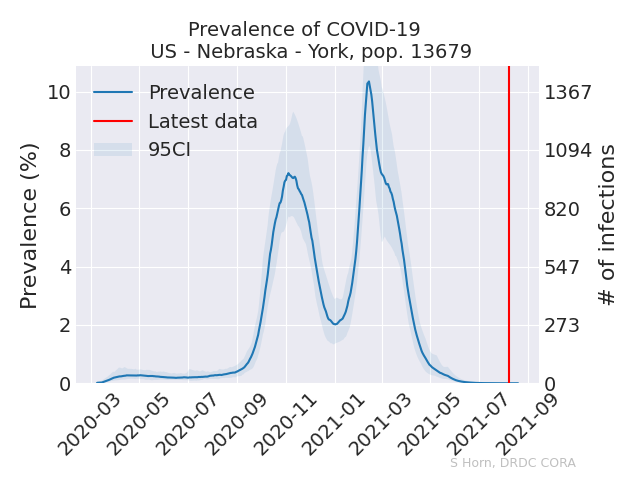 Prevalence of COVID-19
US - Nebraska - York, pop. 13679
Prevalence
Latest data
95CI
Prevalence (%)
10
8
6
4
2
0
1367
1094
820
547
273
0
# of infections
2020-03
2020-05
2020-07
2020-09
2020-11
2021-01
2021-03
2021-05
2021-07
2021-09
S Horn, DRDC CORA